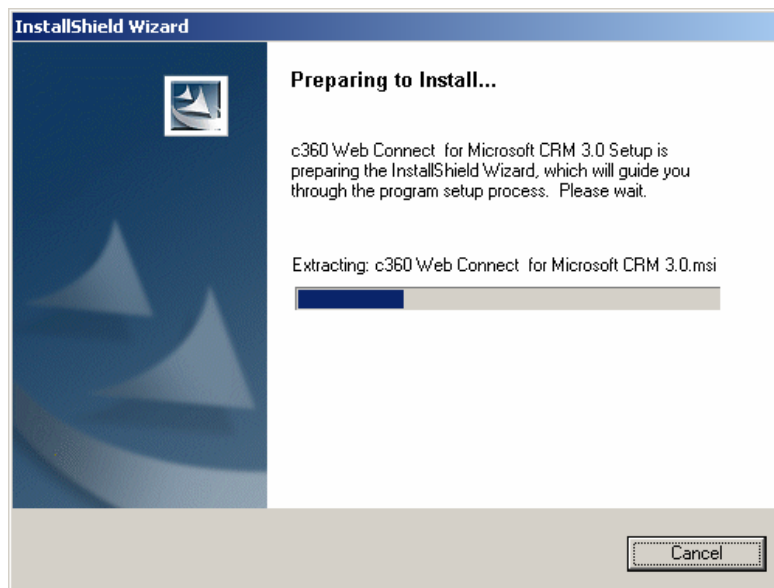 InstallShield Wizard
Preparing to Install...
c360 Web Connect  for Microsoft CRM 3.0 Setup is
preparing the InstallShield Wizard, which will guide you
through the program setup process.  Please wait.
Extracting: c360 Web Connect  for Microsoft CRM 3.0.msi
Cancel